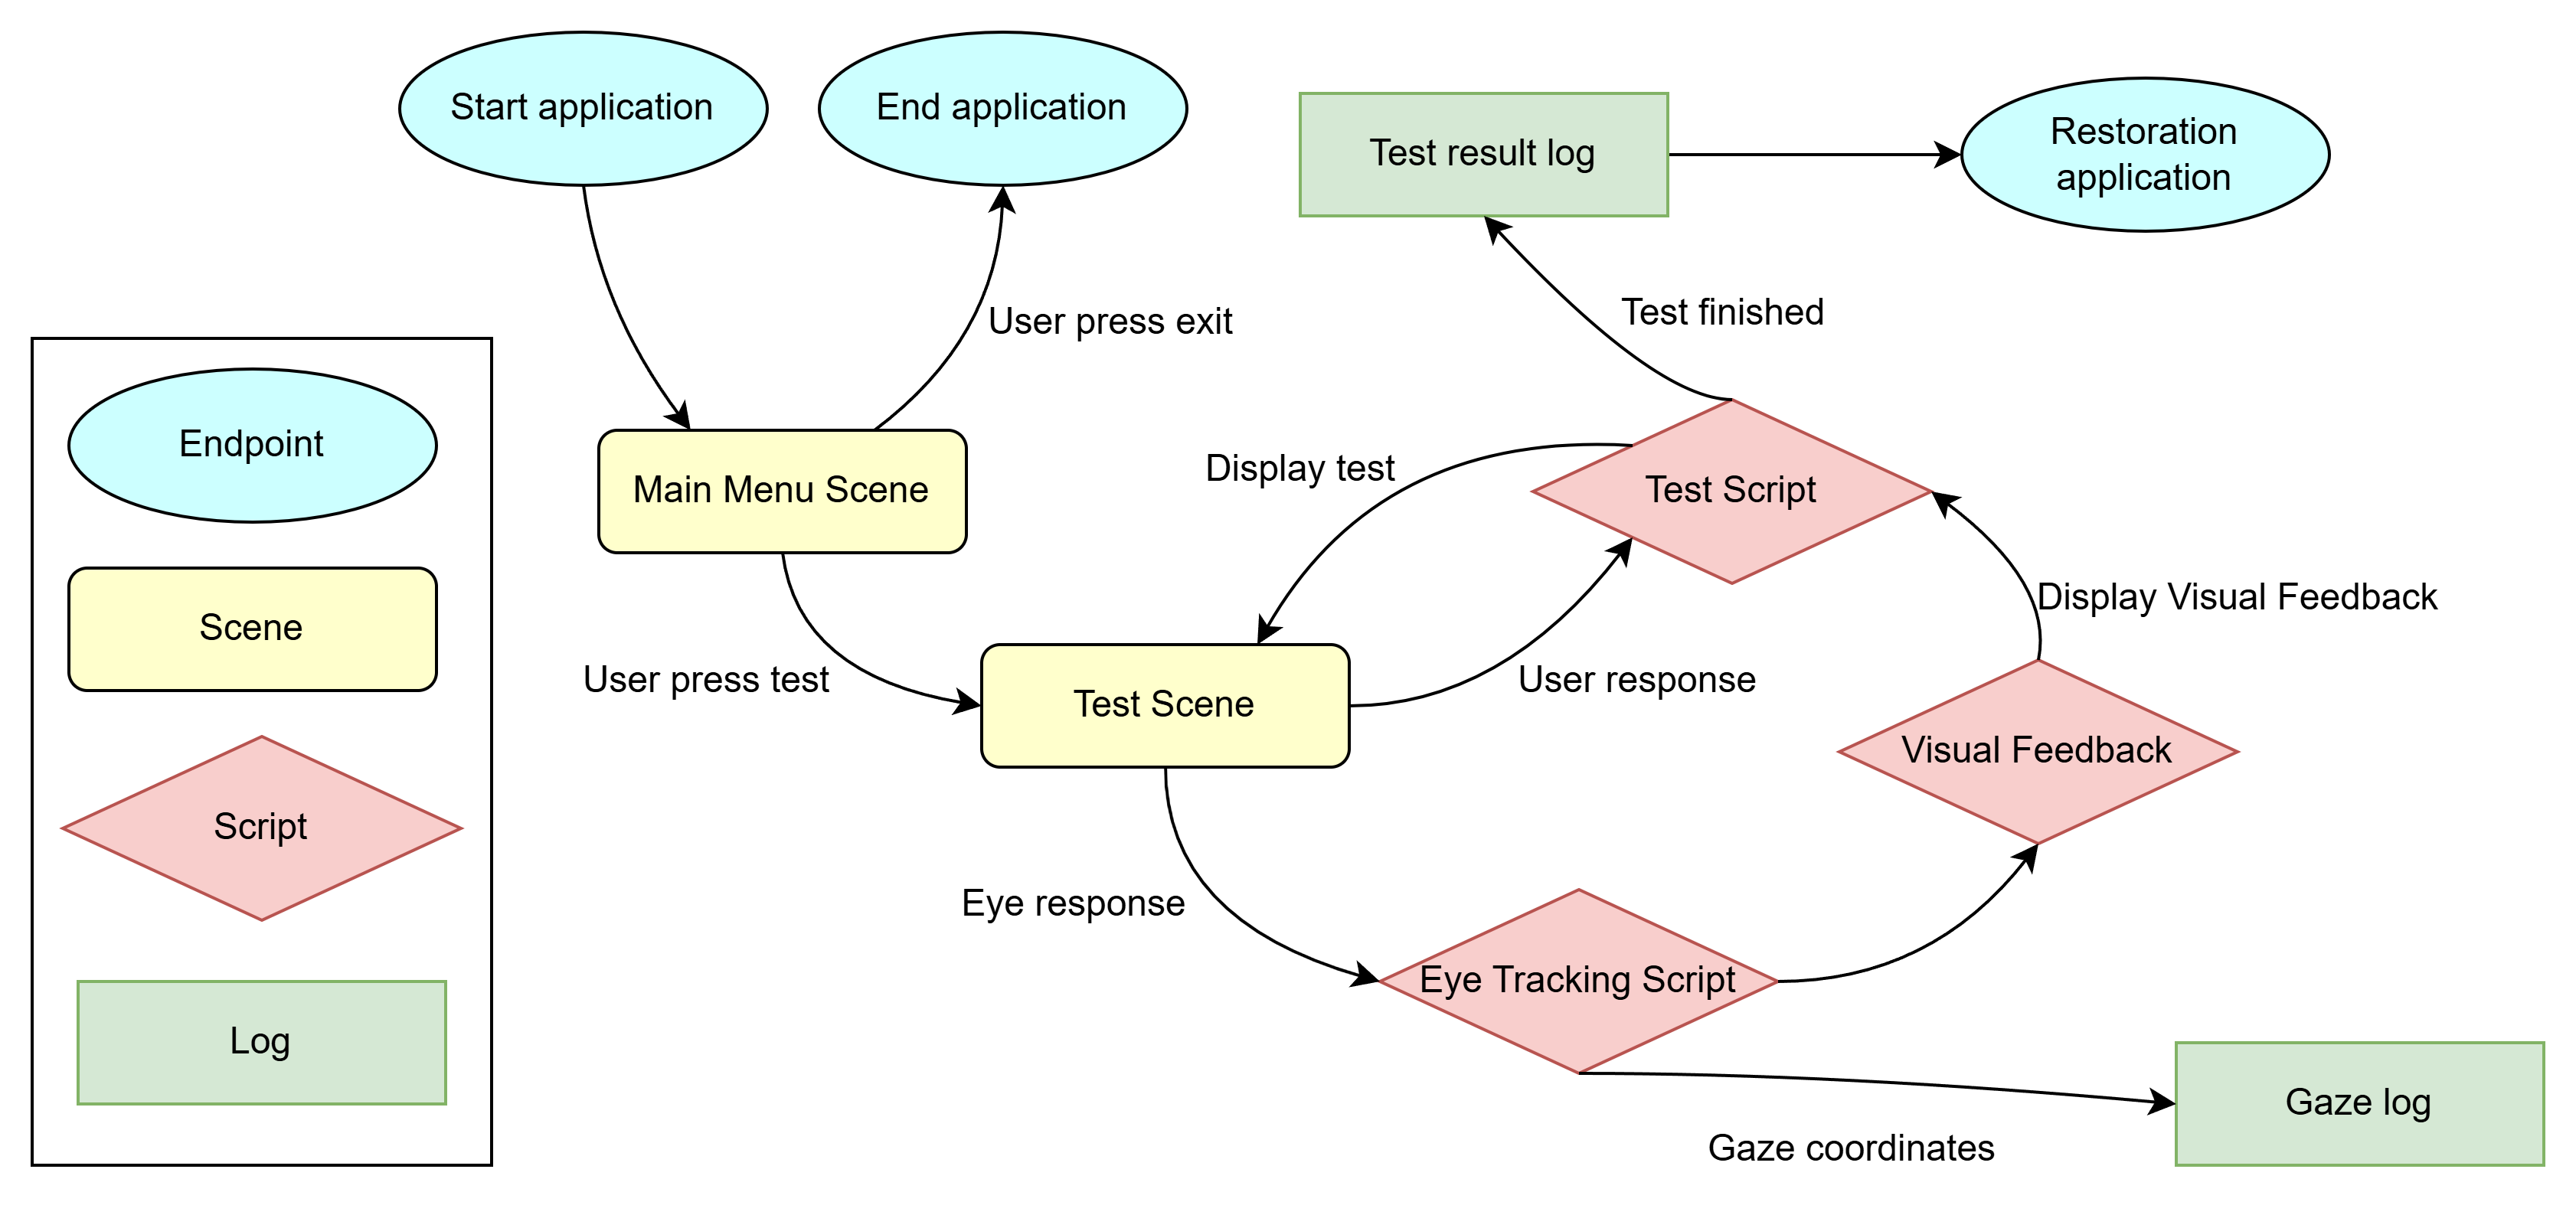 Start application
End application
Test result log
Restoration
application
User press exit
Test finished
Endpoint
Scene
Script
Log
Main Menu Scene
Display test
Test Script
User press test
Test Scene
User response
Display Visual Feedback
Visual Feedback
Eye response
Eye Tracking Script
Gaze coordinates
Gaze log